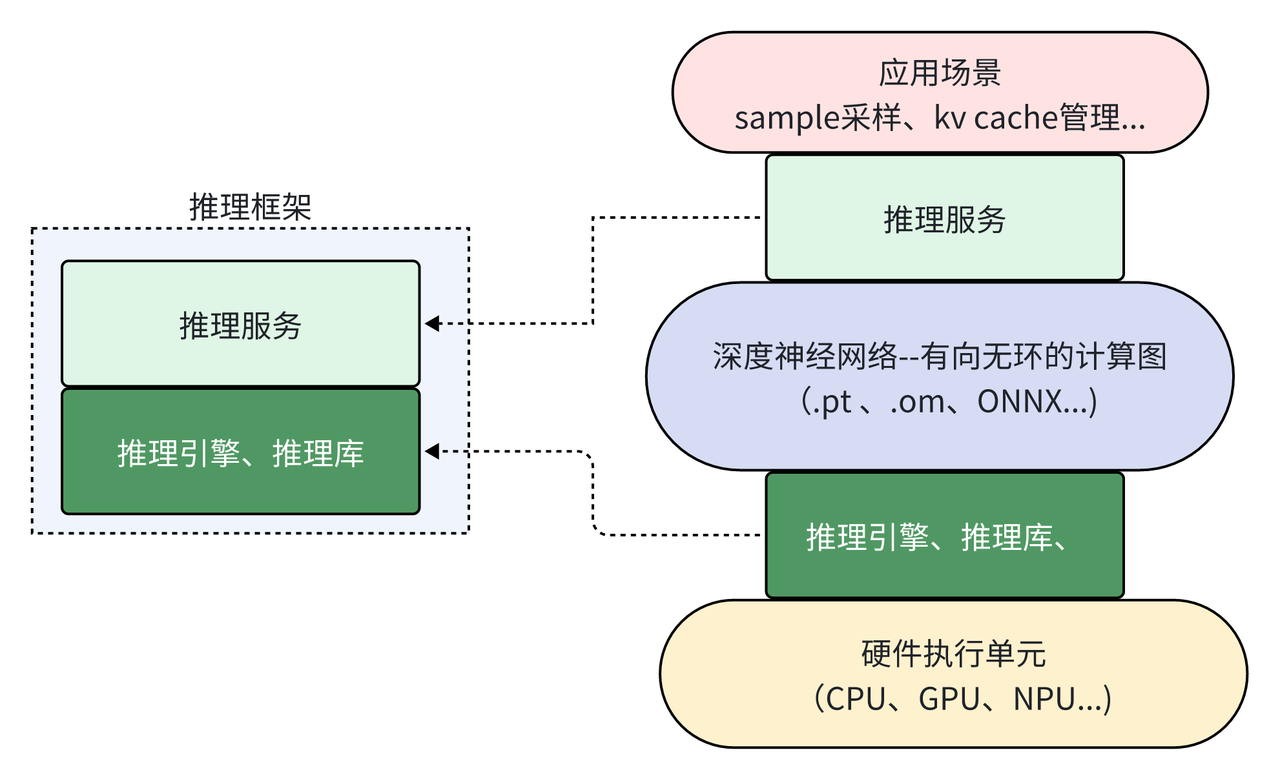 推理框架
推理服务
推理引擎、推理库
应用场景
sample采样、kv cache管理...
推理服务
深度神经网络--有向无环的计算图
（.pt 、.om、ONNX...)
推理引擎、推理库、
硬件执行单元
（CPU、GPU、NPU...)